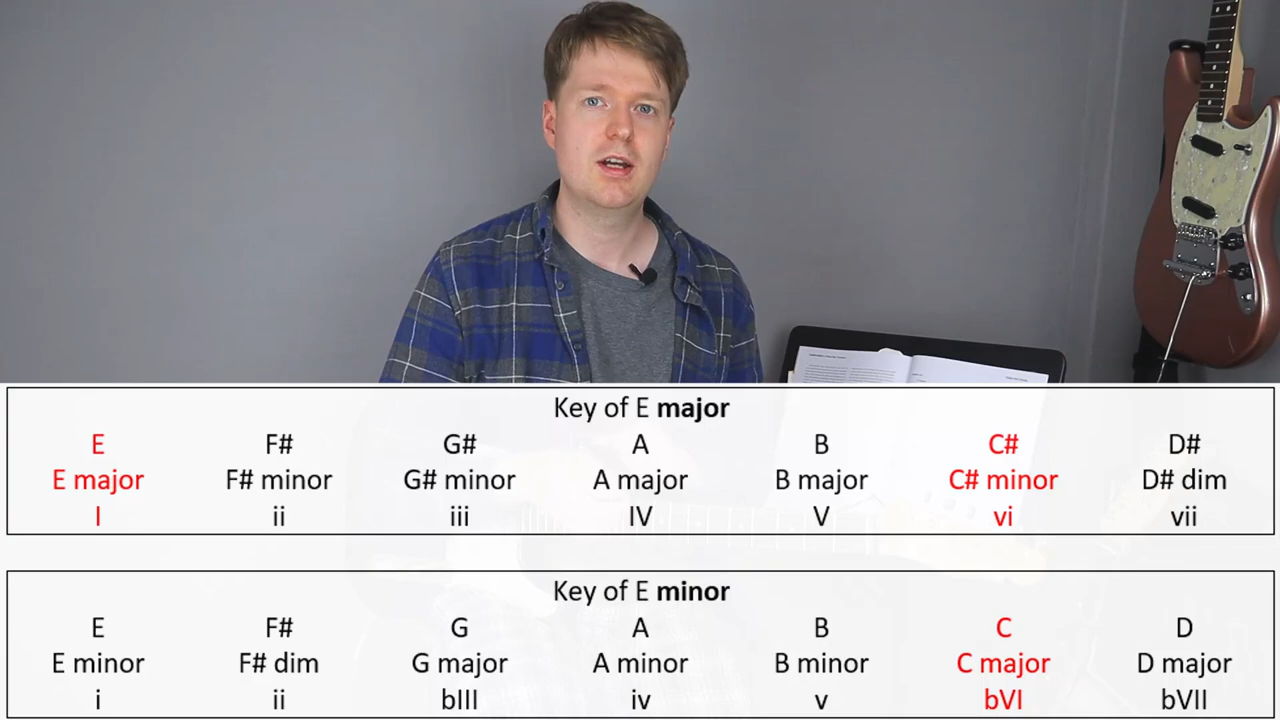 Key of E major
E F# G# A B C# D#
E major F# minor G# minor A major B major C# minor D# dim
I ii iii IV V vi vii
Key of E minor
E F# G A B C D
E minor F# dim G major A minor B minor C major D major
i ii bIII iv v bVI bVII